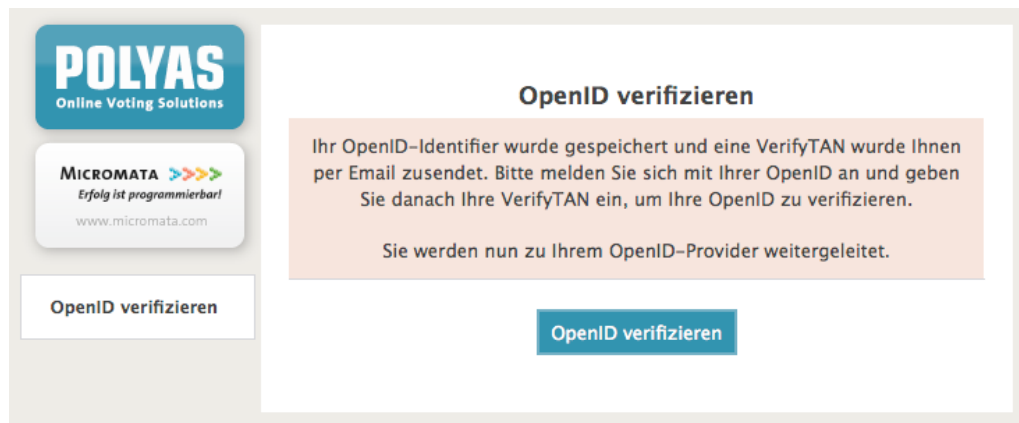 POLYAS
Online Voting Solutions
MICROMATA
Erfolg ist programmierbar!
www.micromata.com
OpenID verifizieren
OpenID verifizieren
Ihr OpenID-Identifier wurde gespeichert und eine VerifyTAN wurde Ihnen
per Email zusendet. Bitte melden Sie sich mit Ihrer OpenID an und geben
Sie danach Ihre VerifyTAN ein, um Ihre OpenID zu verifizieren.
Sie werden nun zu Ihrem OpenID-Provider weitergeleitet.
OpenID verifizieren